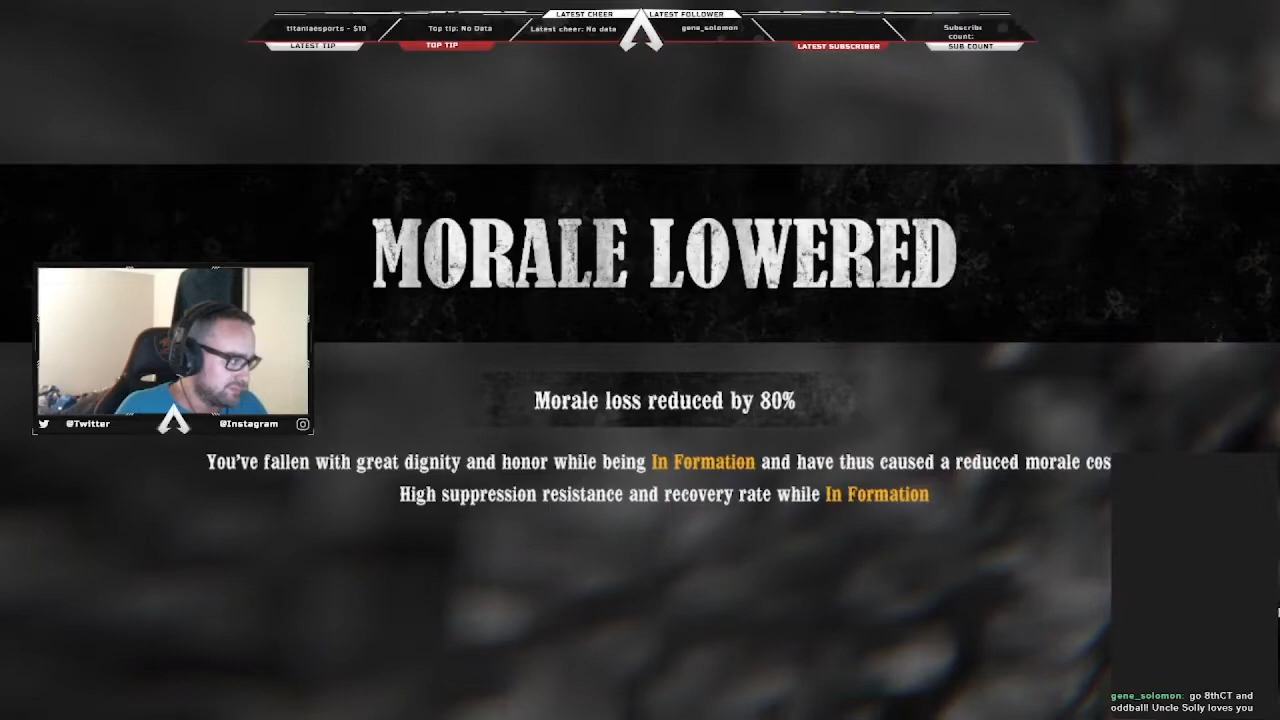 LATEST CHEER
LATEST FOLLOWER
titaniaesports - $10
Top tip: No Data
Latest cheer: No data
gene_solomon
Subscribe
count:
LATEST TIP
TOP TIP
LATEST SUBSCRIBER
SUB COUNT
MORALE LOWERED
Morale loss reduced by 80%
@Twitter
@Instagram
You've fallen with great dignity and honor while being In Formation and have thus caused a reduced morale cos
High suppression resistance and recovery rate while In Formation
gene_solomon: go 8thCT and
oddball! Uncle Solly loves you